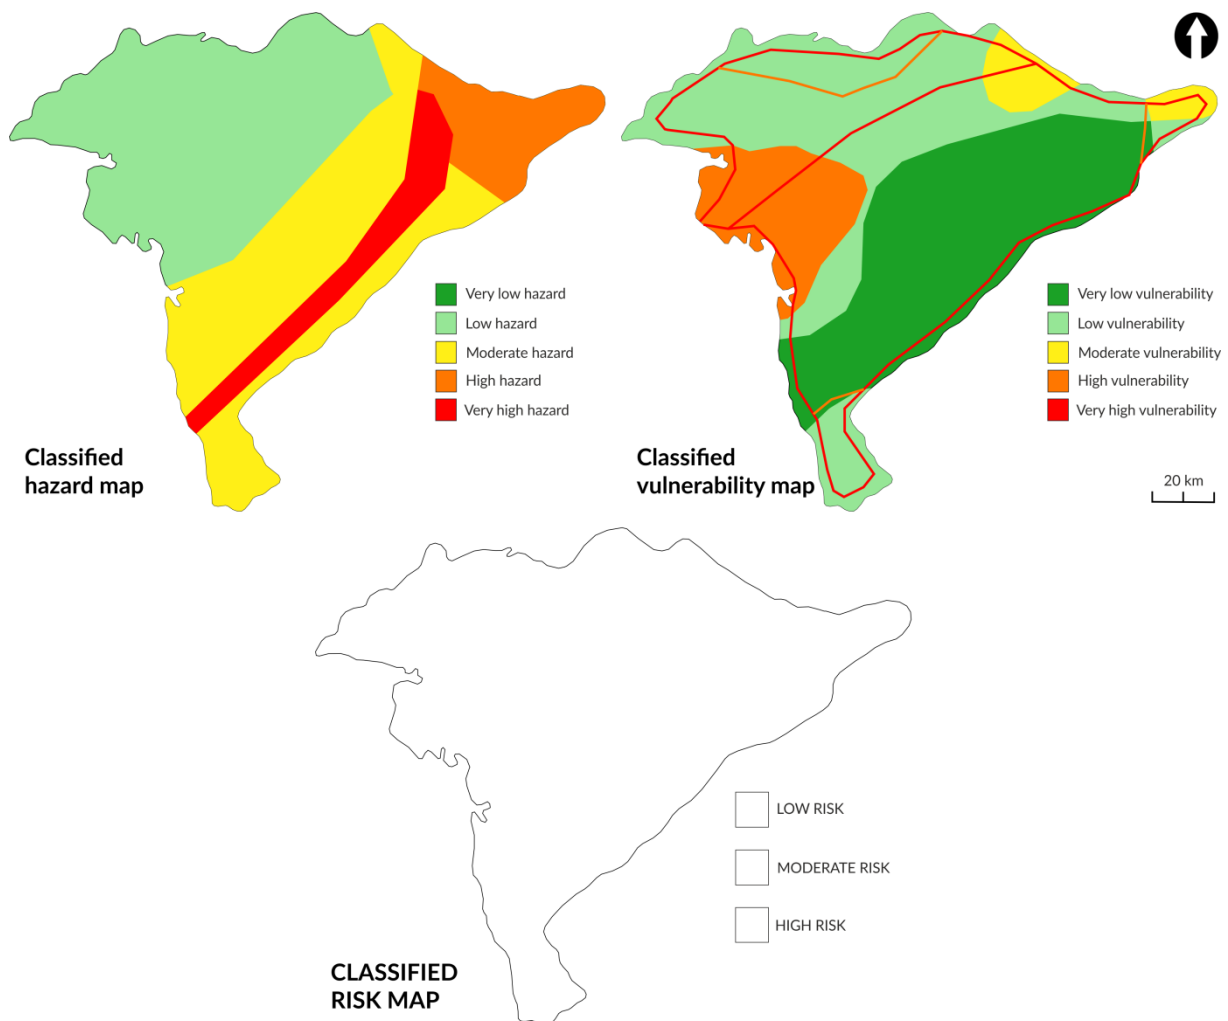 Very low hazard
Low hazard
Moderate hazard
High hazard
Very high hazard
Classified
hazard map
Very low vulnerability
Low vulnerability
Moderate vulnerability
High vulnerability
Very high vulnerability
Classified
vulnerability map
20 km
LOW RISK
MODERATE RISK
HIGH RISK
CLASSIFIED
RISK MAP